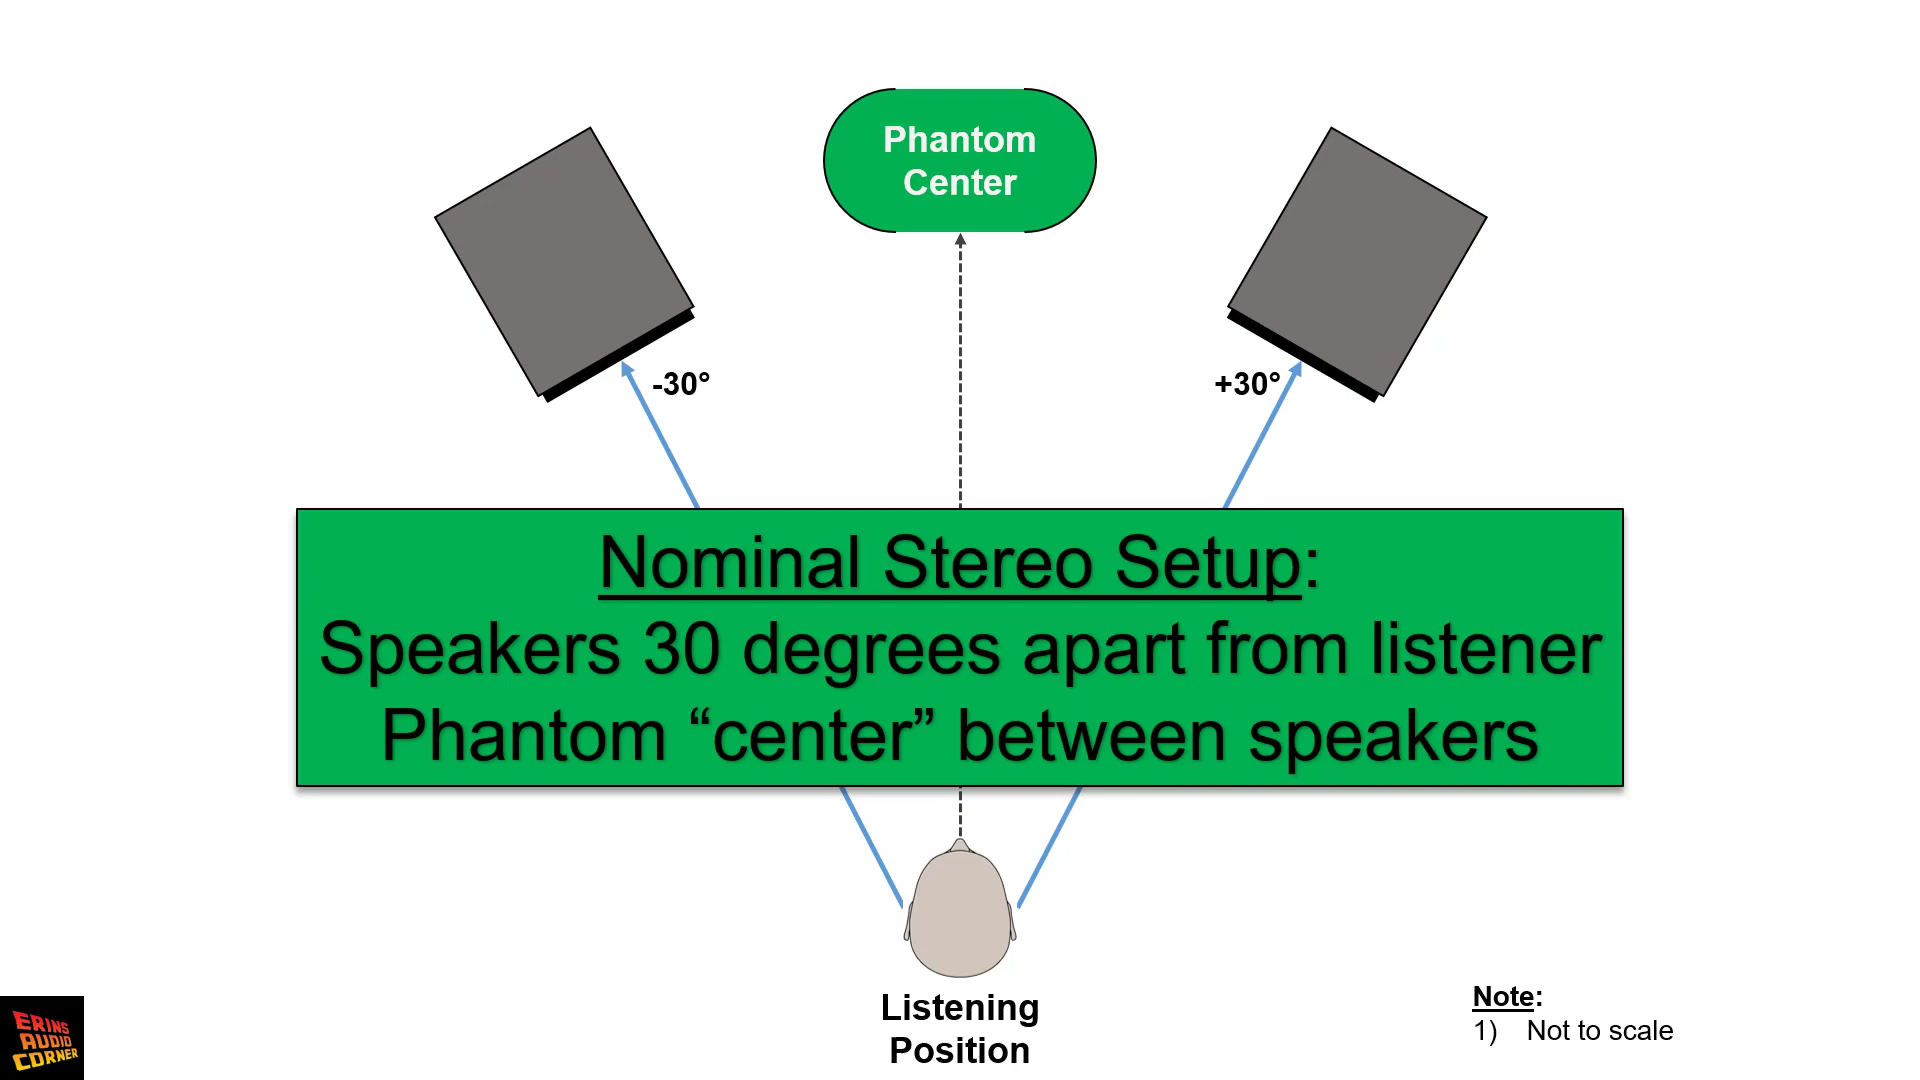 Phantom
Center
-30°
+30°
Nominal Stereo Setup:
Speakers 30 degrees apart from listener
Phantom “center” between speakers
Listening
Position
Note:
1) Not to scale
ERINS
AUDIO
CORNER